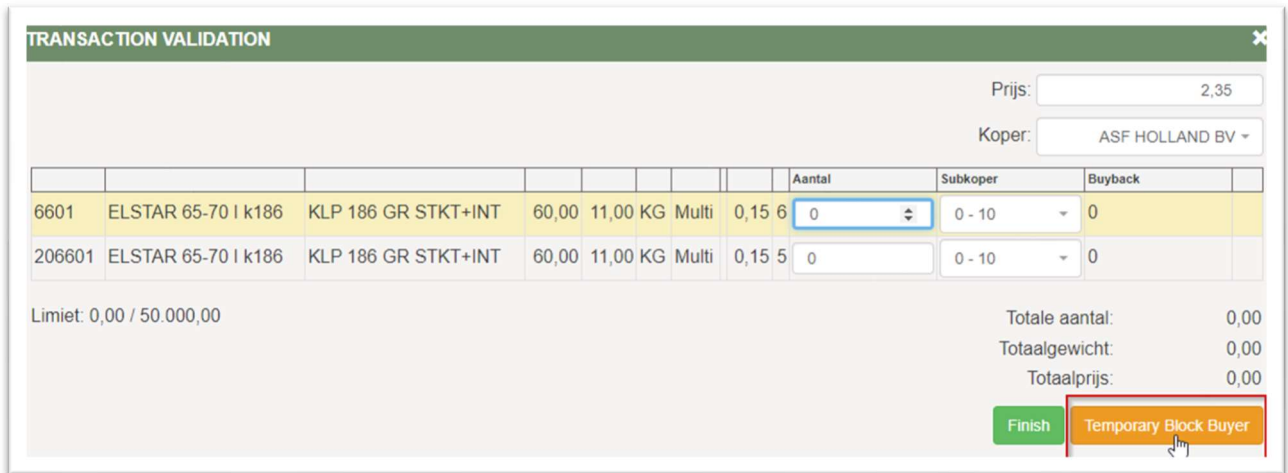 TRANSACTION VALIDATION
Prijs: 2,35
Koper: ASF HOLLAND BV
Aantal Subkoper Buyback
6601 ELSTAR 65-70 I k186 KLP 186 GR STKT+INT 60,00 11,00 KG Multi 0,15 6 0 0 - 10 0
206601 ELSTAR 65-70 I k186 KLP 186 GR STKT+INT 60,00 11,00 KG Multi 0,15 5 0 0 - 10 0
Limiet: 0,00 / 50.000,00
Totale aantal: 0,00
Totaalgewicht: 0,00
Totaalprijs: 0,00
Finish Temporary Block Buyer